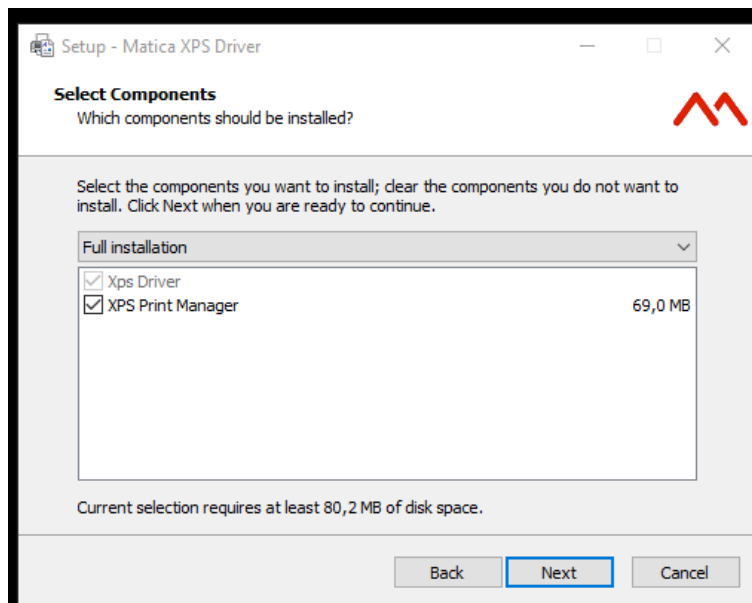 Setup - Matica XPS Driver
Select Components
Which components should be installed?
Select the components you want to install; clear the components you do not want to
install. Click Next when you are ready to continue.
Full installation
Xps Driver
XPS Print Manager 69,0 MB
Current selection requires at least 80,2 MB of disk space.
Back Next Cancel